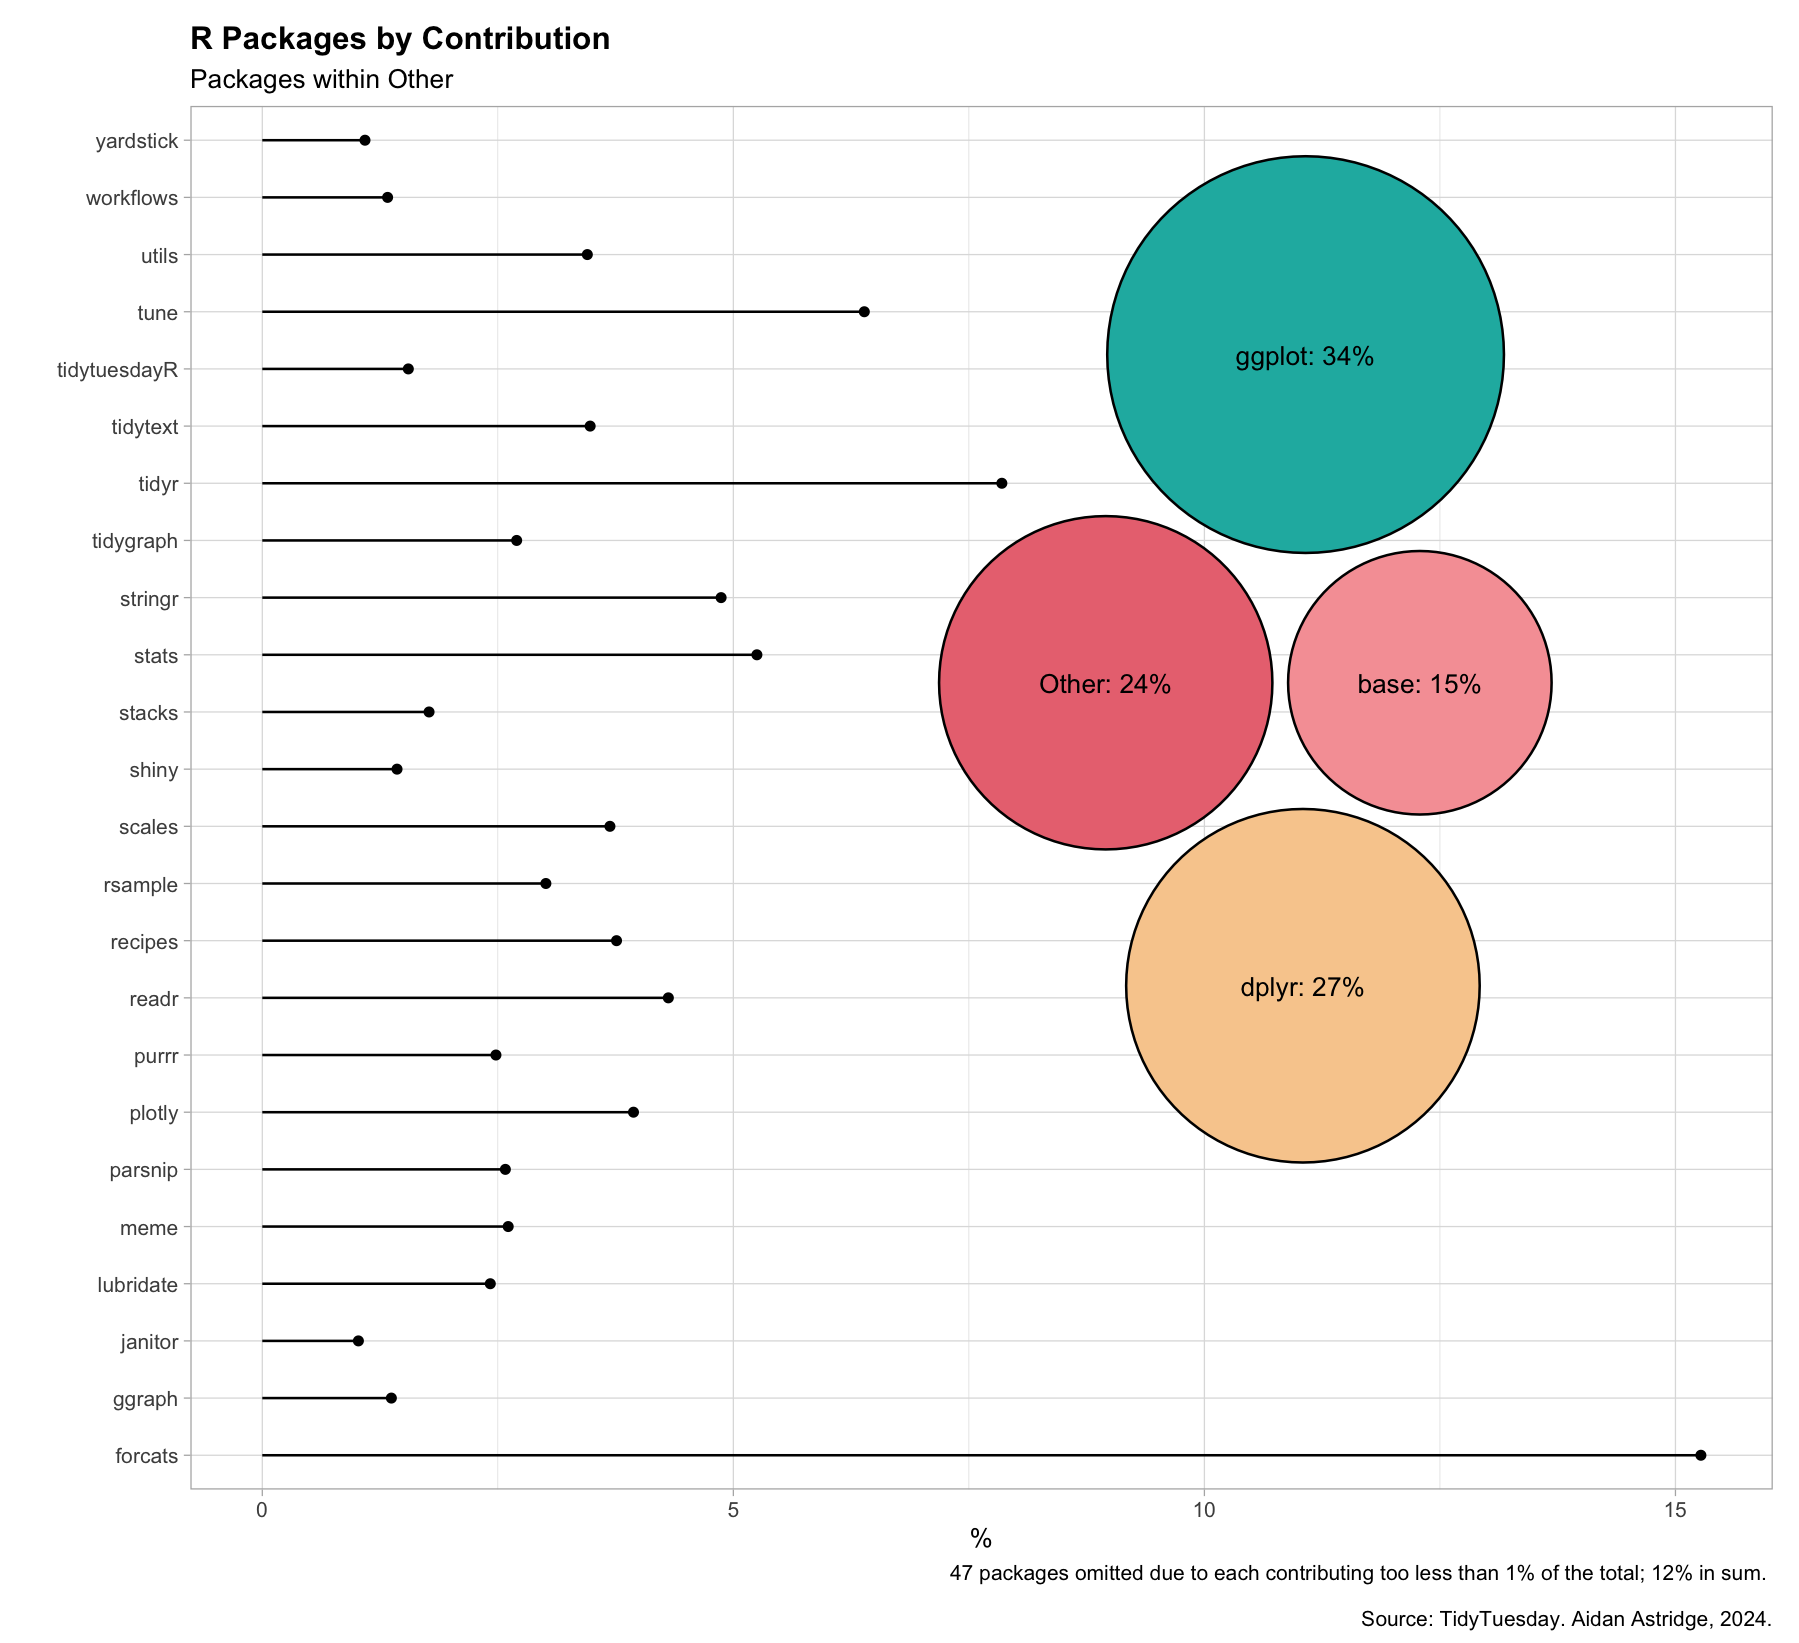 R Packages by Contribution
Packages within Other
yardstick
workflows
utils
tune
tidytuesdayR
tidytext
tidyr
tidygraph
stringr
stats
stacks
shiny
scales
rsample
recipes
readr
purrr
plotly
parsnip
meme
lubridate
janitor
ggraph
forcats
ggplot: 34%
Other: 24%
base: 15%
dplyr: 27%
0 5 10 15
%
47 packages omitted due to each contributing too less than 1% of the total; 12% in sum.
Source: TidyTuesday. Aidan Astridge, 2024.